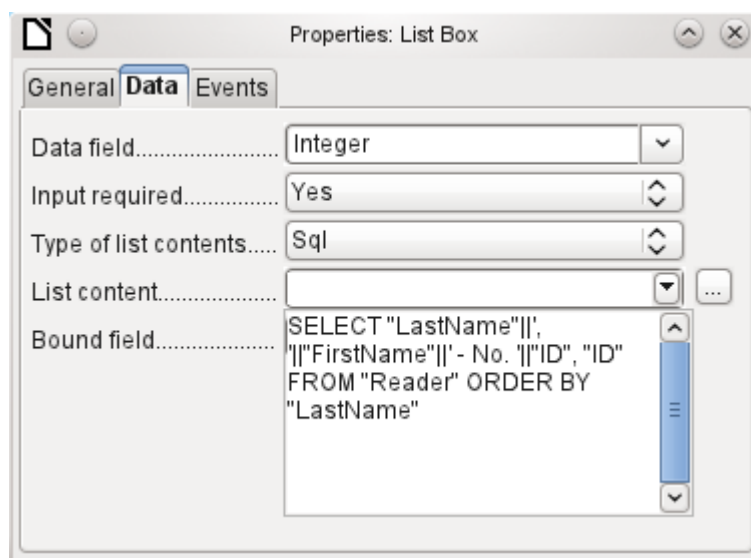 Properties: List Box
General Data Events
Data field........................ Integer
Input required................ Yes
Type of list contents..... Sql
List content....................
...
Bound field....................
SELECT "LastName"||',
'||"FirstName"||' - No. '||"ID", "ID"
FROM "Reader" ORDER BY
"LastName"